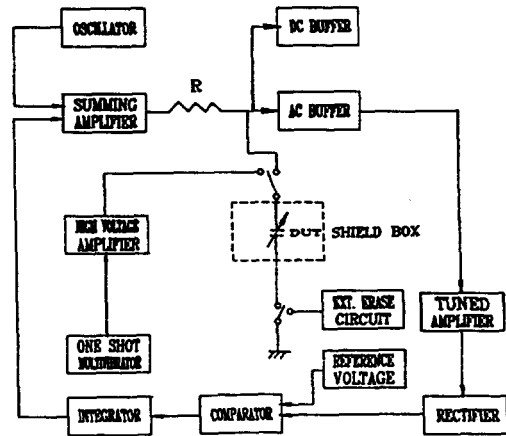 OSCILLATOR
DC BUFFER
SUMMING
AMPLIFIER
R
AC BUFFER
HIGH VOLTAGE
AMPLIFIER
DUT
SHIELD BOX
EXT. ERASE
CIRCUIT
TUNED
AMPLIFIER
ONE SHOT
MULTIVIBRATOR
REFERENCE
VOLTAGE
INTEGRATOR
COMPARATOR
RECTIFIER